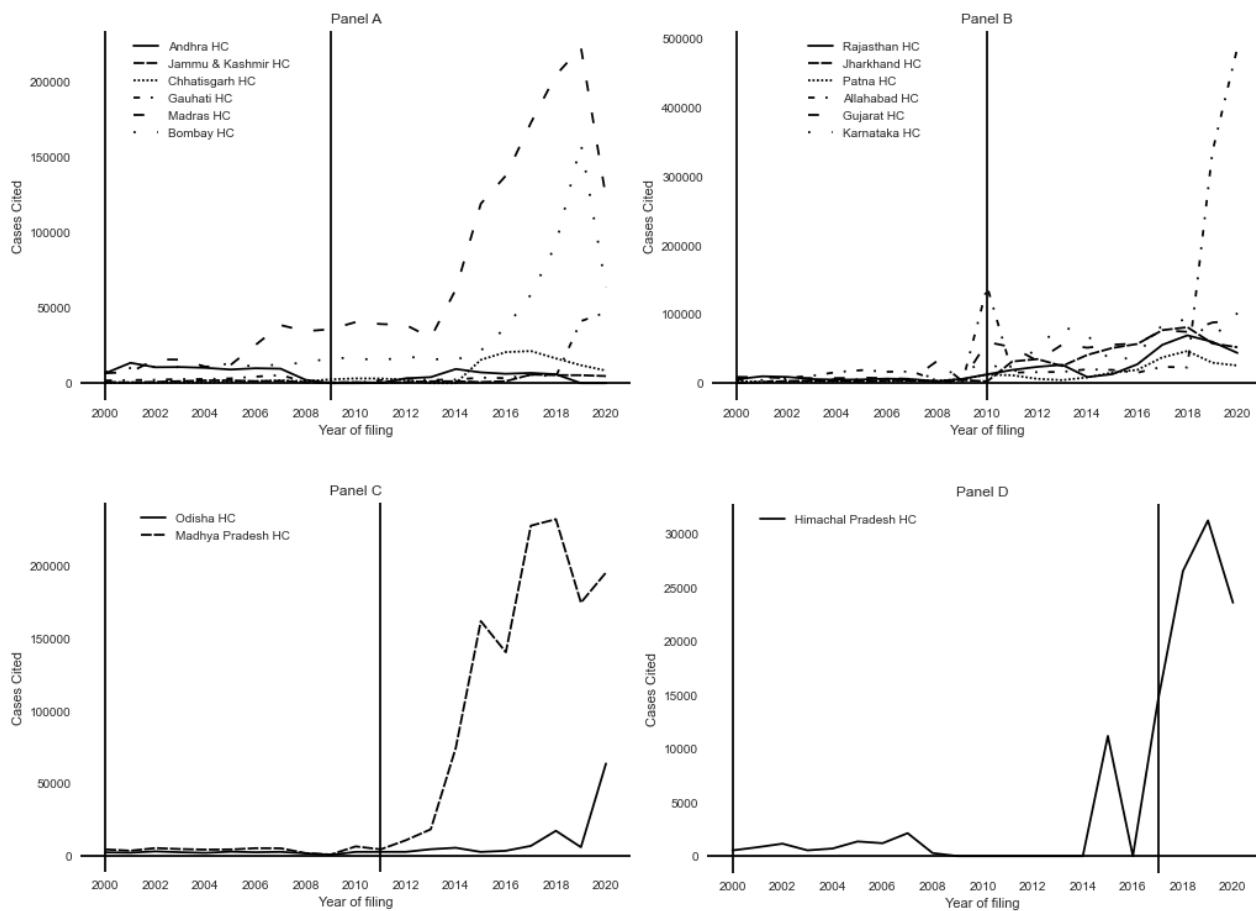 Panel A
Andhra HC
Jammu & Kashmir HC
Chhatisgarh HC
Gauhati HC
Madras HC
Bombay HC
Cases Cited
200000
150000
100000
50000
0
2000 2002 2004 2006 2008 2010 2012 2014 2016 2018 2020
Year of filing
Panel B
Rajasthan HC
Jharkhand HC
Patna HC
Allahabad HC
Gujarat HC
Karnataka HC
Cases Cited
500000
400000
300000
200000
100000
0
2000 2002 2004 2006 2008 2010 2012 2014 2016 2018 2020
Year of filing
Panel C
Odisha HC
Madhya Pradesh HC
Cases Cited
200000
150000
100000
50000
0
2000 2002 2004 2006 2008 2010 2012 2014 2016 2018 2020
Year of filing
Panel D
Himachal Pradesh HC
Cases Cited
30000
25000
20000
15000
10000
5000
0
2000 2002 2004 2006 2008 2010 2012 2014 2016 2018 2020
Year of filing